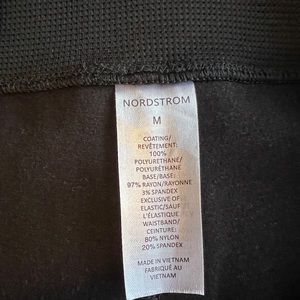 NORDSTROM
M
COATING/
REVÊTEMENT:
100%
POLYURETHANE/
POLYURÉTHANE
BASE/BASE:
97% RAYON/RAYONNE
3% SPANDEX
EXCLUSIVE OF
ELASTIC/SAUF
L'ÉLASTIQUE
WAISTBAND/
CEINTURE:
80% NYLON
20% SPANDEX
MADE IN VIETNAM
FABRIQUÉ AU
VIETNAM